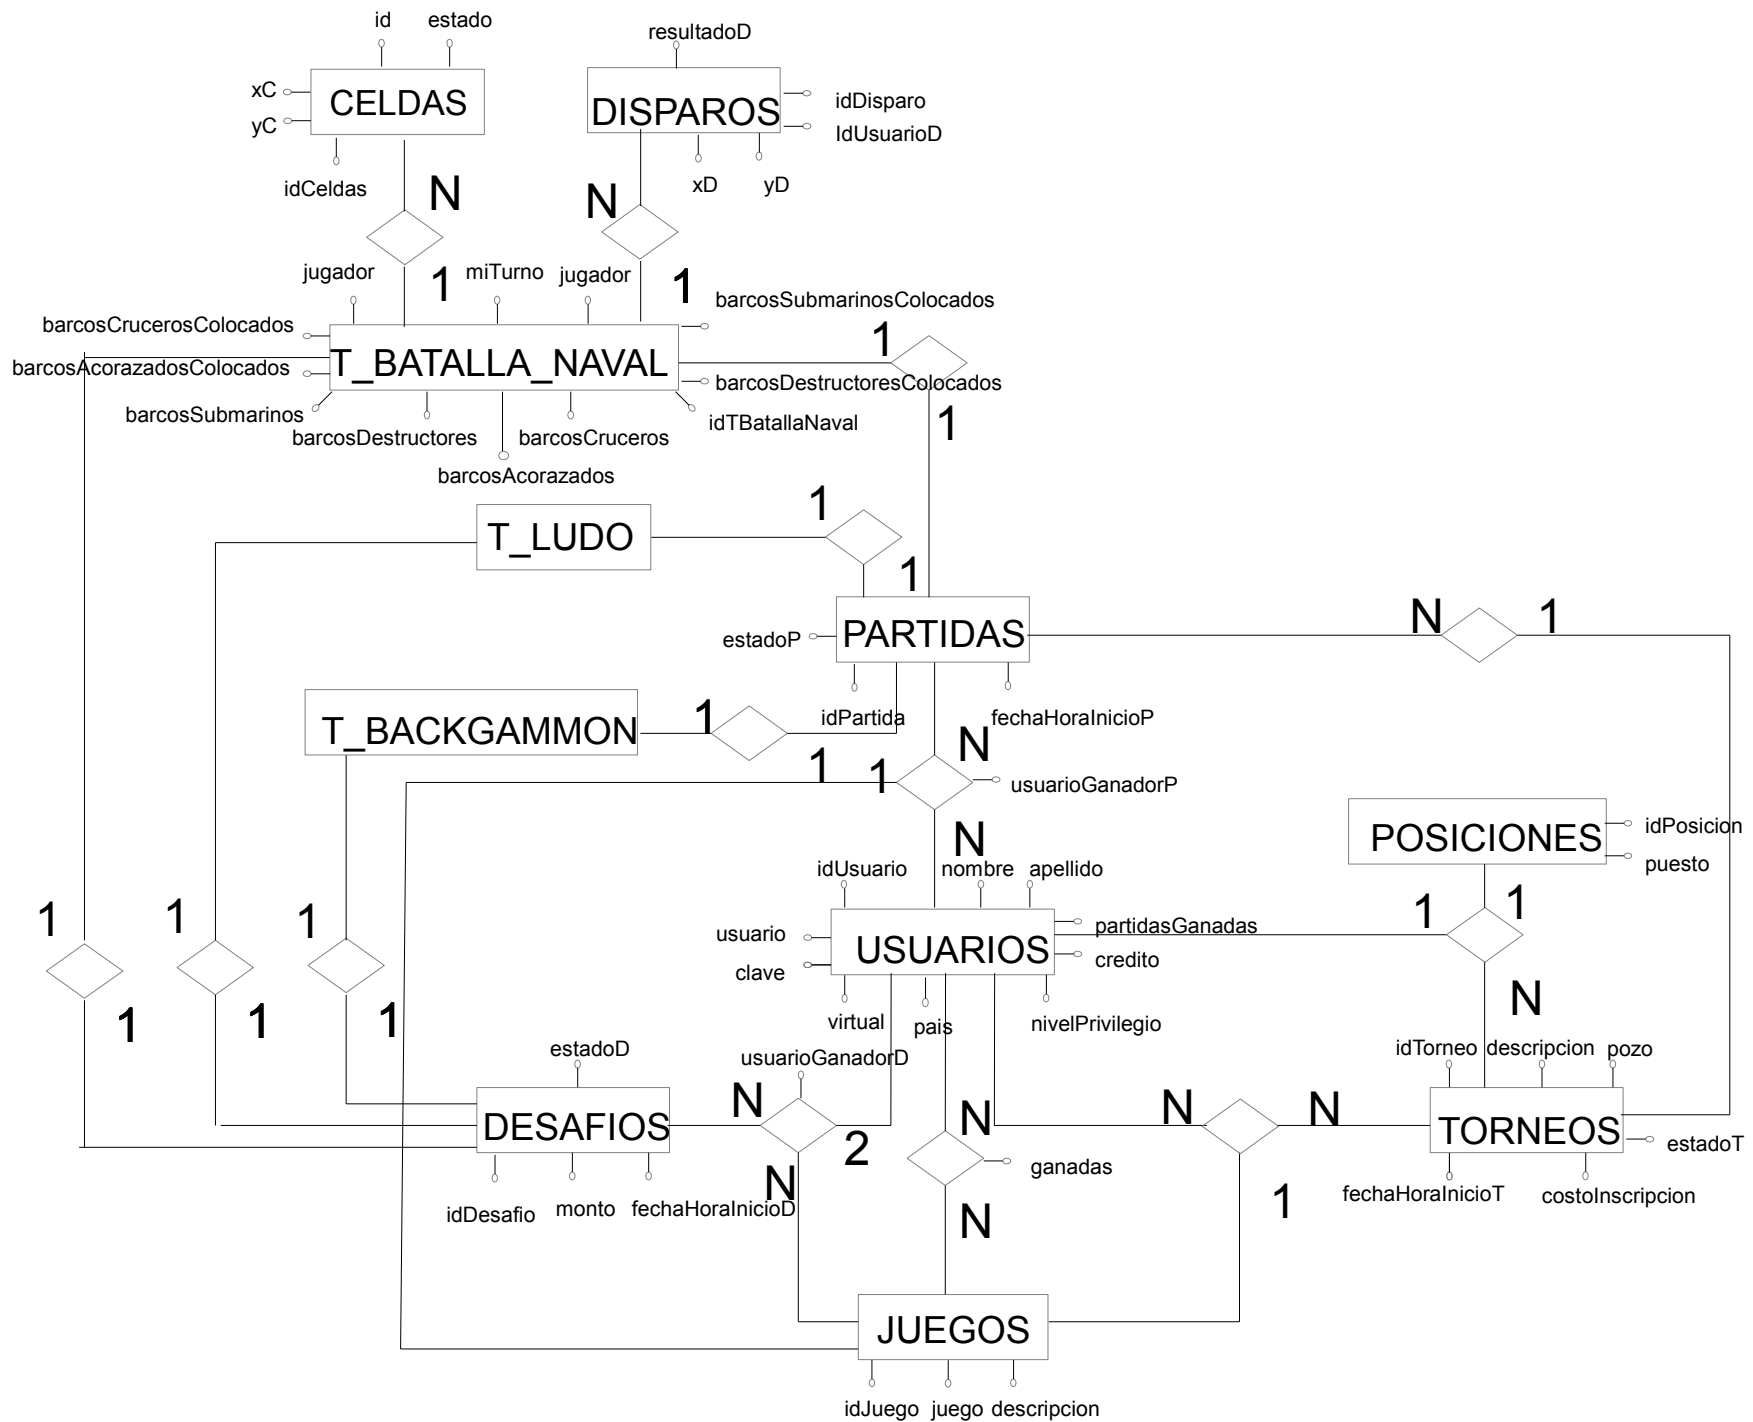 id estado
resultadoD
xC
CELDAS
yC
idCeldas
DISPAROS
idDisparo
IdUsuarioD
xD yD
N
N
jugador
1
miTurno
jugador
1
barcosSubmarinosColocados
barcosCrucerosColocados
1
T_BATALLA_NAVAL
barcosAcorazadosColocados
barcosDestructoresColocados
barcosSubmarinos
barcosDestructores
barcosCruceros
idTBatallaNaval
1
barcosAcorazados
1
T_LUDO
1
PARTIDAS
estadoP
N
1
idPartida
fechaHoraInicioP
T_BACKGAMMON
1
1
1
N
usuarioGanadorP
N
POSICIONES
idPosicion
puesto
idUsuario
nombre
apellido
usuario
clave
USUARIOS
partidasGanadas
credito
1
1
1
1
1
virtual
pais
nivelPrivilegio
N
1
1
1
estadoD
usuarioGanadorD
idTorneo descripcion pozo
DESAFIOS
N
2
N
N
N
TORNEOS
estadoT
idDesafio
monto
fechaHoraInicioD
N
ganadas
N
1
fechaHoraInicioT
costoInscripcion
JUEGOS
idJuego juego descripcion